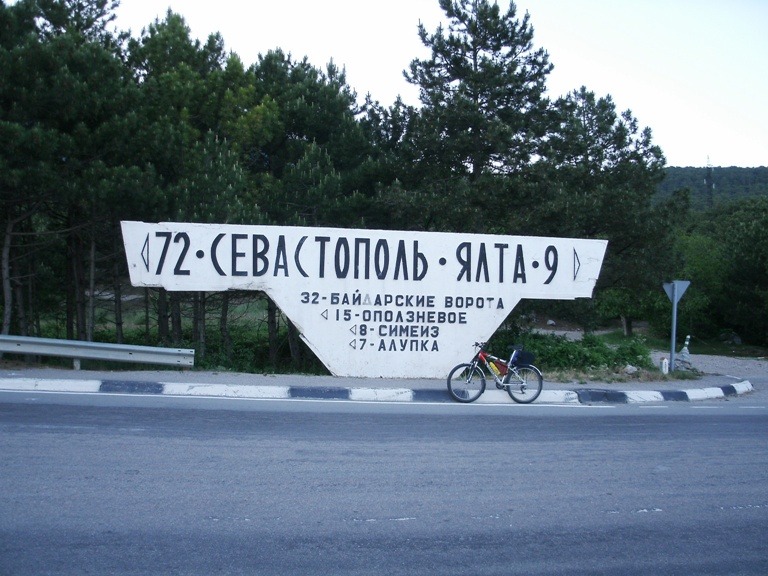 ◁72•СЕВАСТОПОЛЬ•ЯЛТА•9▷
32-БАЙДАРСКИЕ ВОРОТА
◁15-ОПОЛЗНЕВОЕ
◁8-СИМЕИЗ
◁7-АЛУПКА